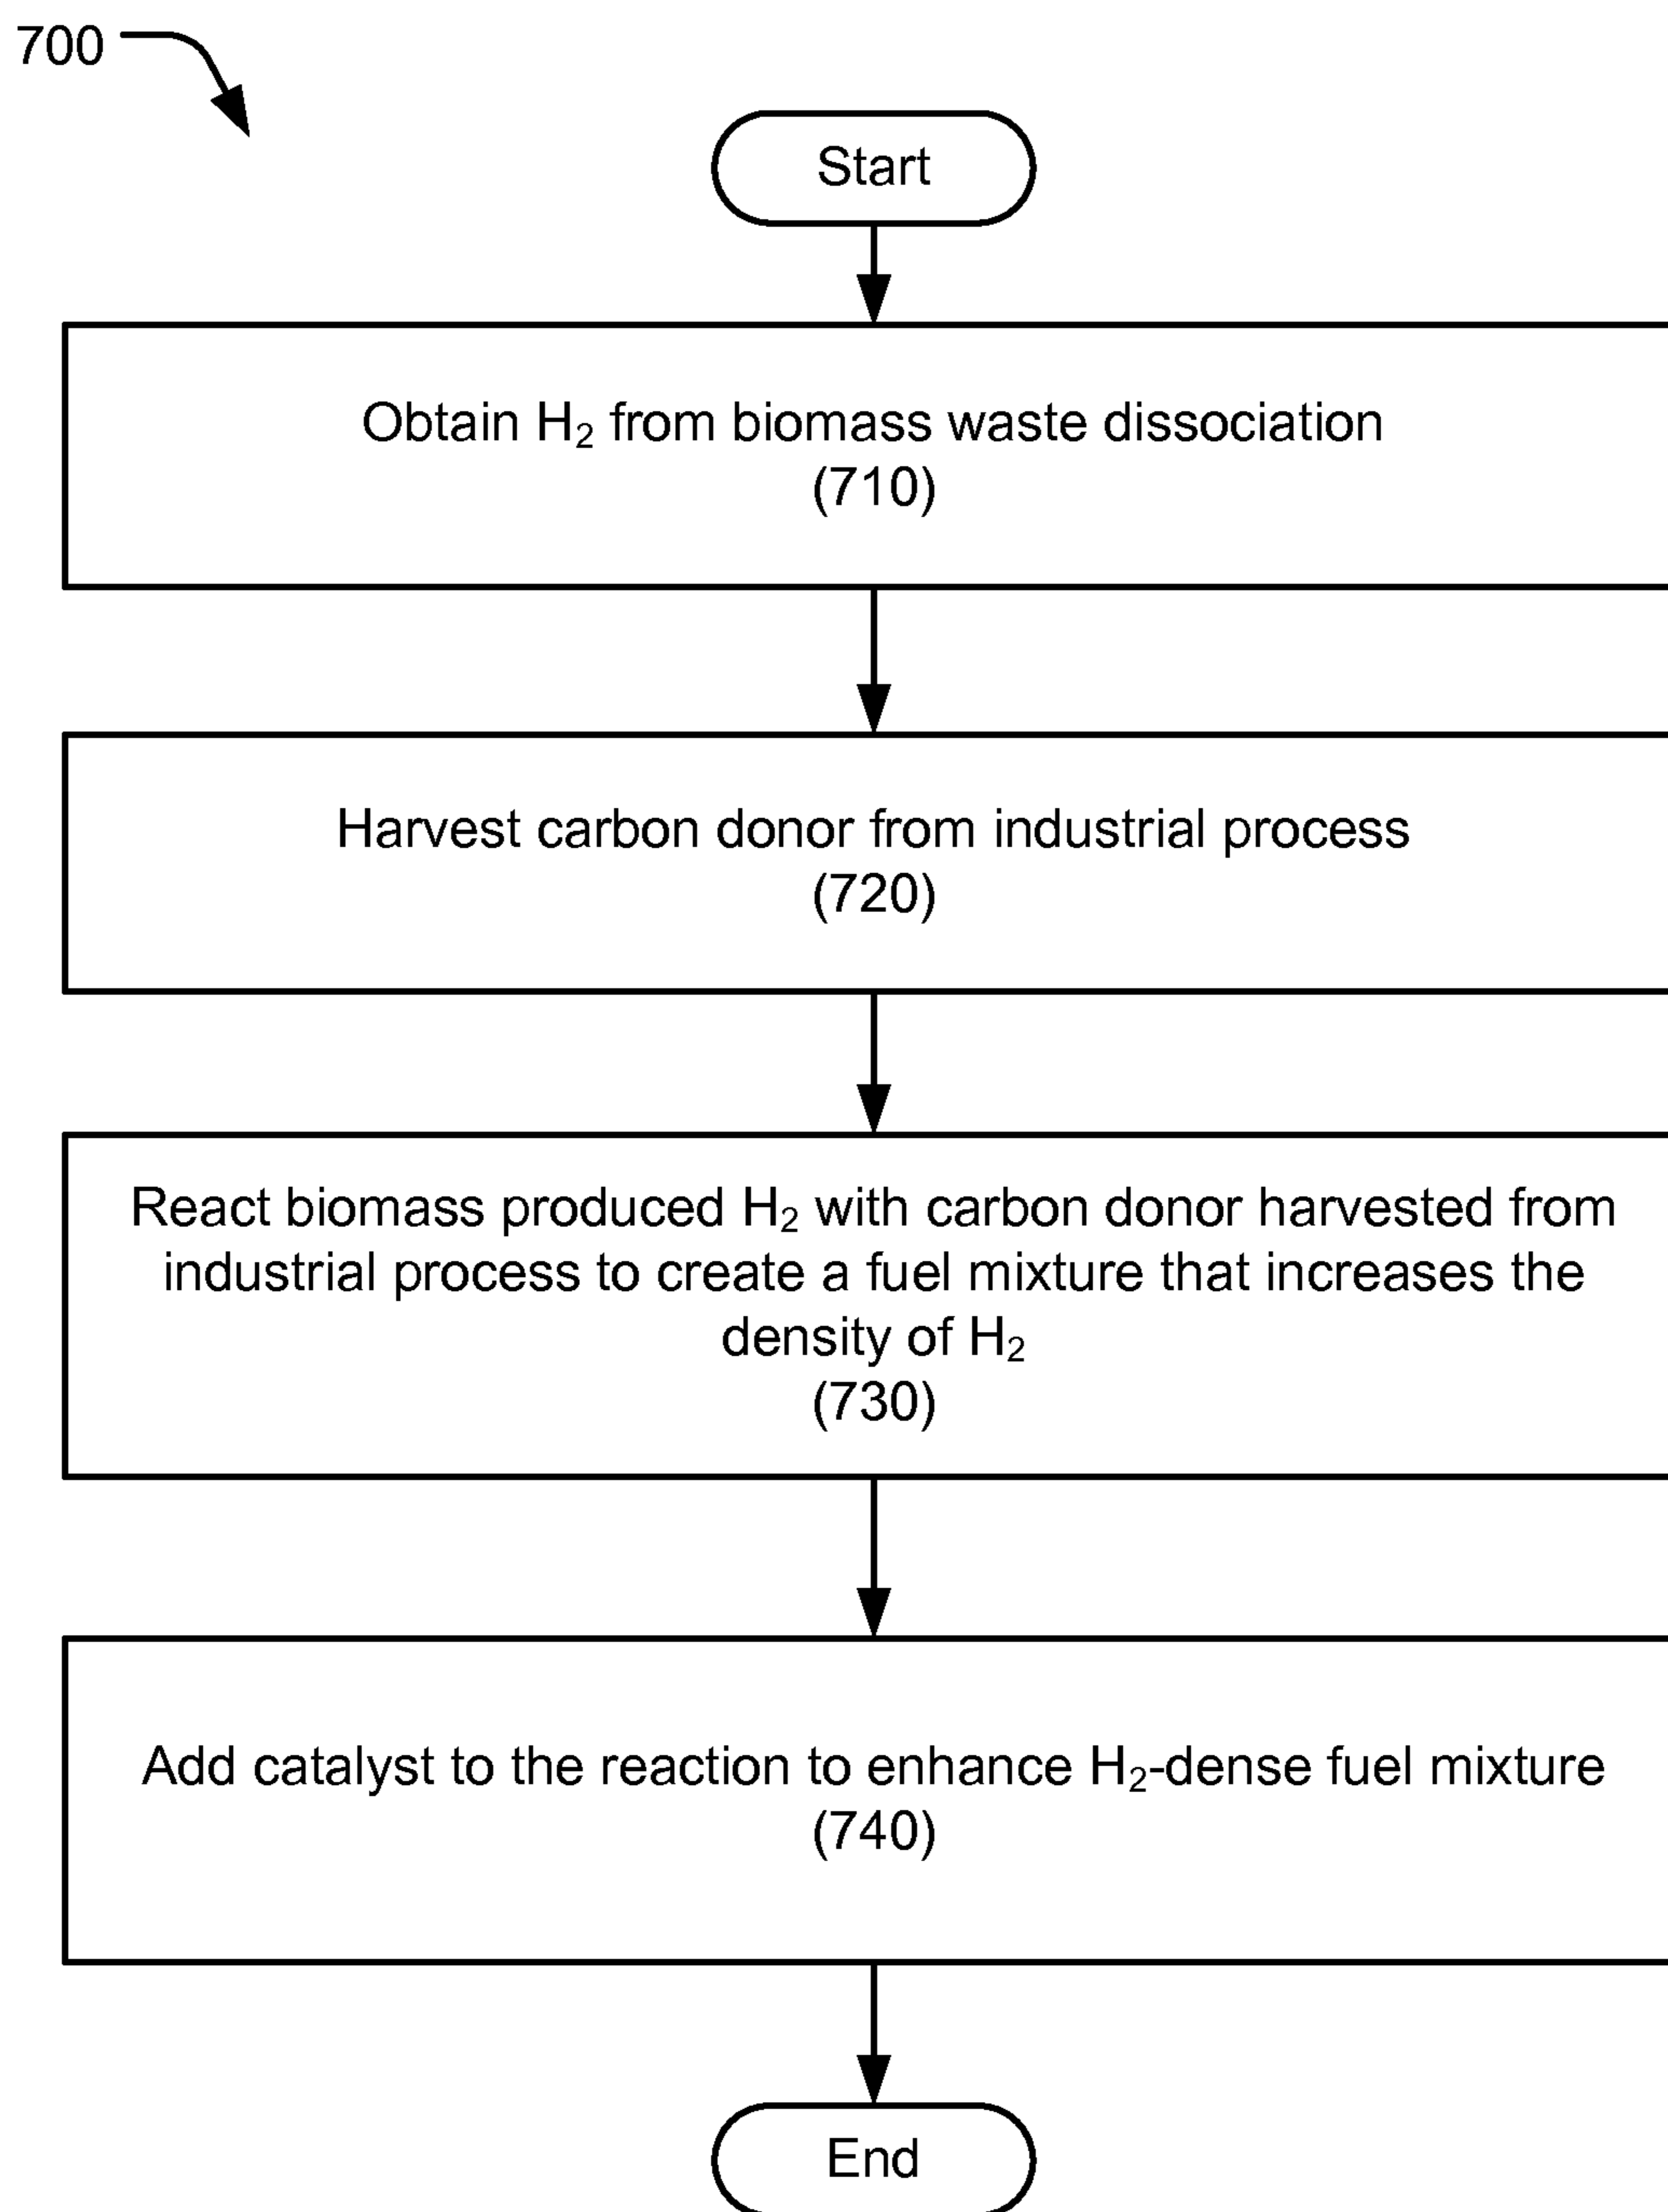 700
Start
Obtain H₂ from biomass waste dissociation
(710)
Harvest carbon donor from industrial process
(720)
React biomass produced H₂ with carbon donor harvested from
industrial process to create a fuel mixture that increases the
density of H₂
(730)
Add catalyst to the reaction to enhance H₂-dense fuel mixture
(740)
End